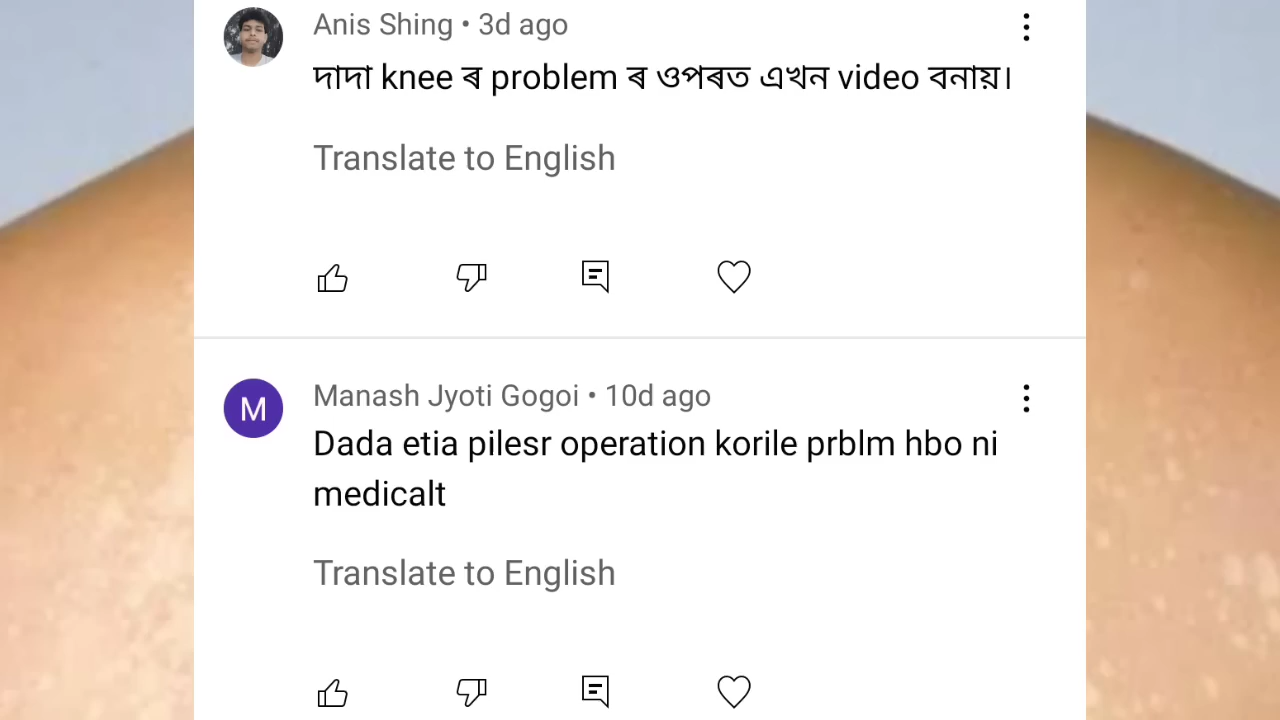 Anis Shing • 3d ago
দাদা knee ৰ problem ৰ ওপৰত এখন video বনায়।
Translate to English
M
Manash Jyoti Gogoi • 10d ago
Dada etia pilesr operation korile prblm hbo ni
medicalt
Translate to English